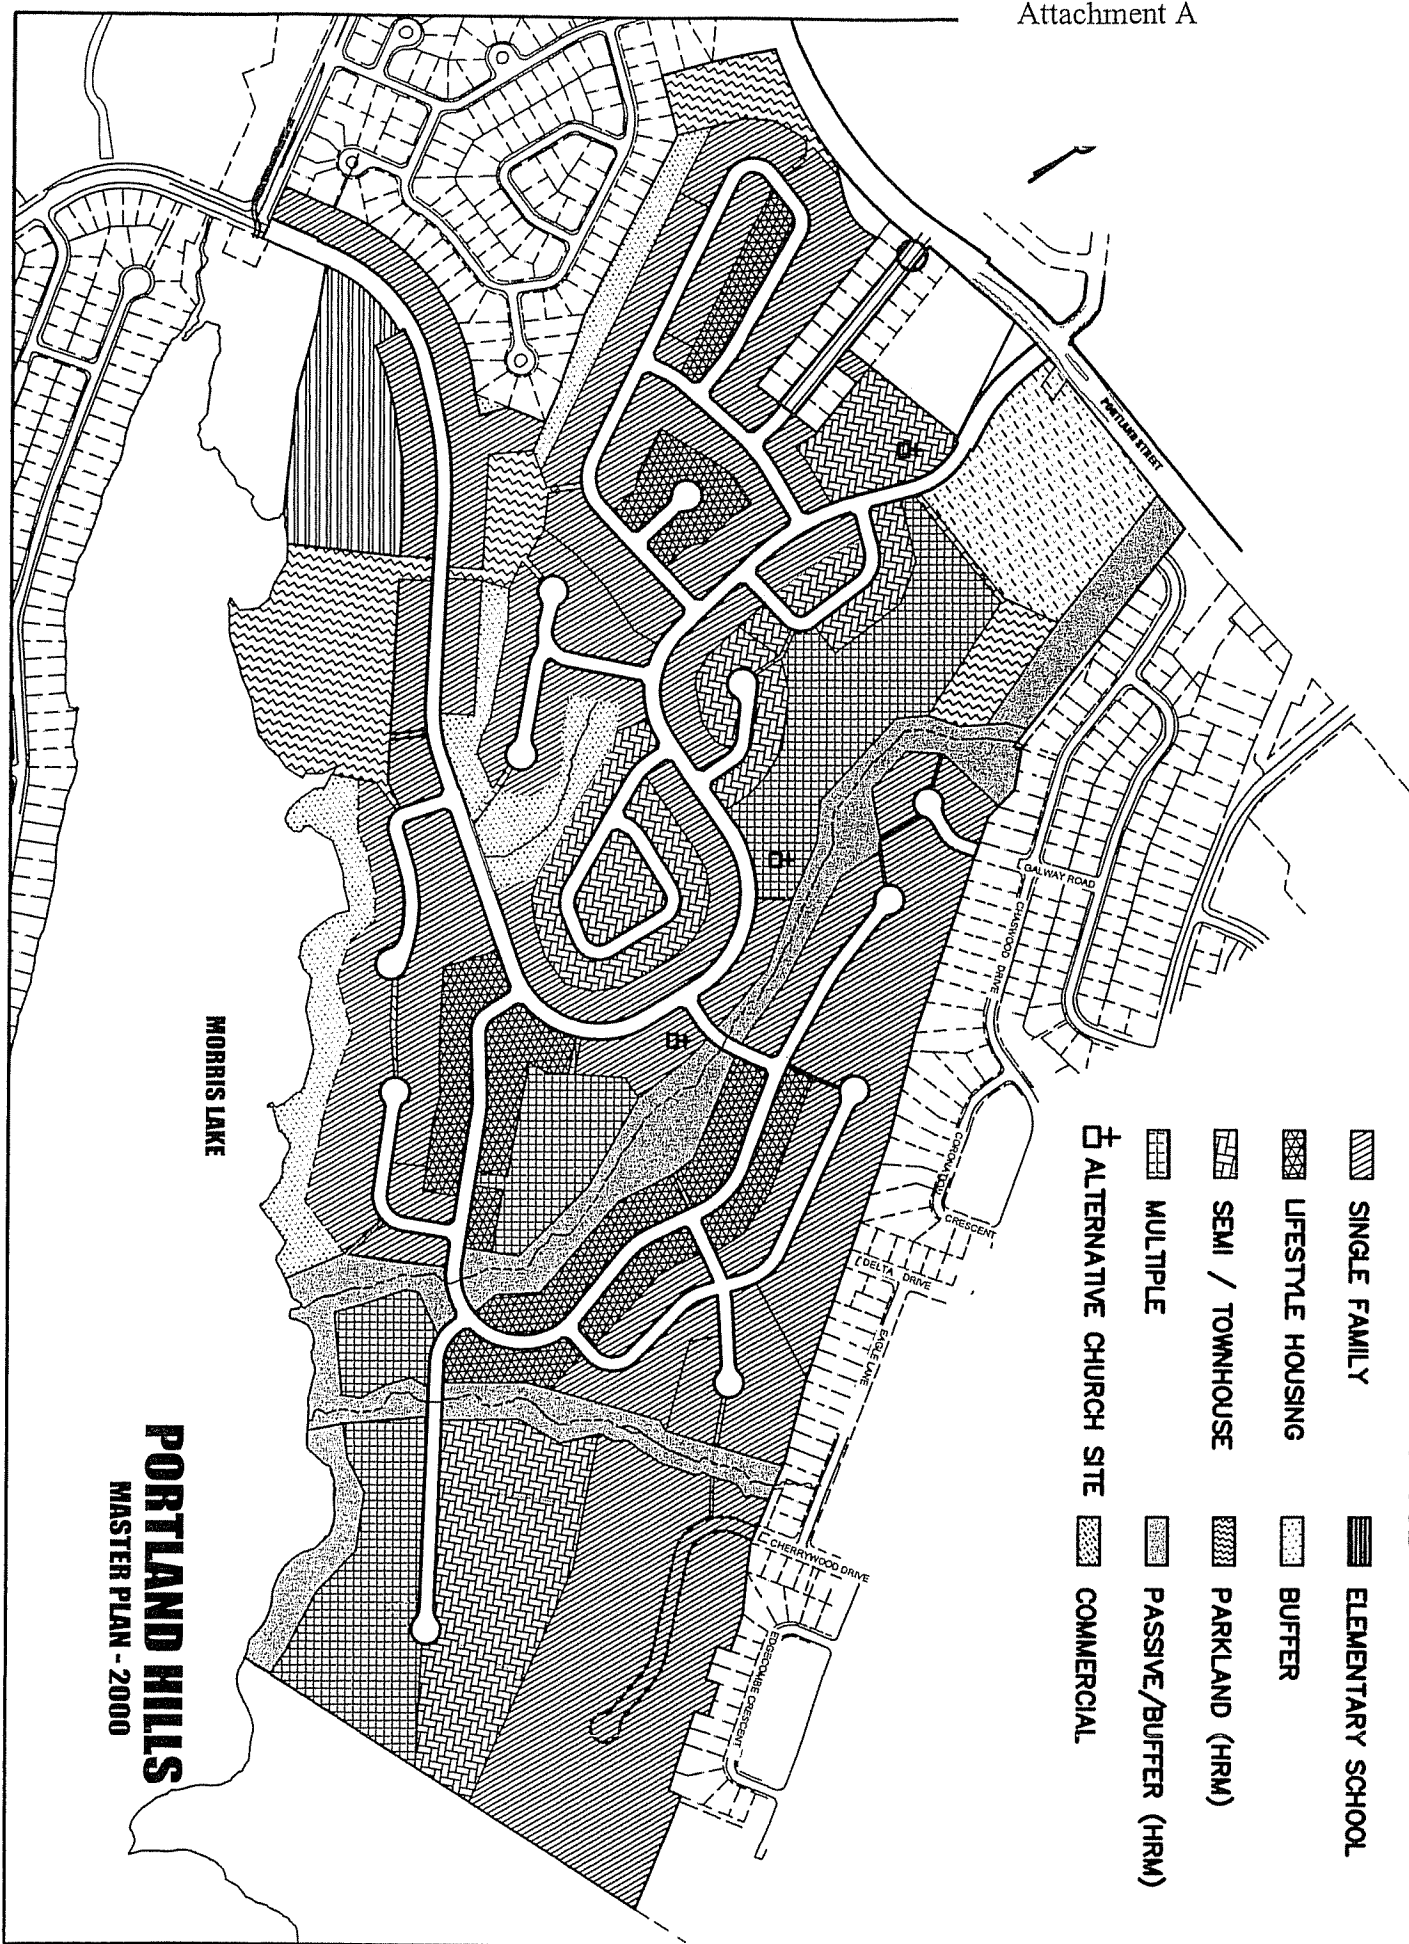 Attachment A
PORTLAND STREET
GALWAY ROAD
CHASWOOD DRIVE
CORONATION
CRESCENT
DELTA DRIVE
EAGLE LANE
CHERRYWOOD DRIVE
EDGECOMBE CRESCENT
MORRIS LAKE
SINGLE FAMILY
LIFESTYLE HOUSING
SEMI / TOWNHOUSE
MULTIPLE
ALTERNATIVE CHURCH SITE
ELEMENTARY SCHOOL
BUFFER
PARKLAND (HRM)
PASSIVE/BUFFER (HRM)
COMMERCIAL
PORTLAND HILLS
MASTER PLAN - 2000